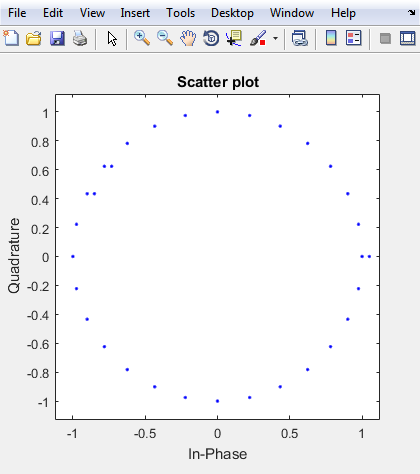 File Edit View Insert Tools Desktop Window Help
Scatter plot
1
0.8
0.6
0.4
0.2
0
-0.2
-0.4
-0.6
-0.8
-1
Quadrature
-1 -0.5 0 0.5 1
In-Phase